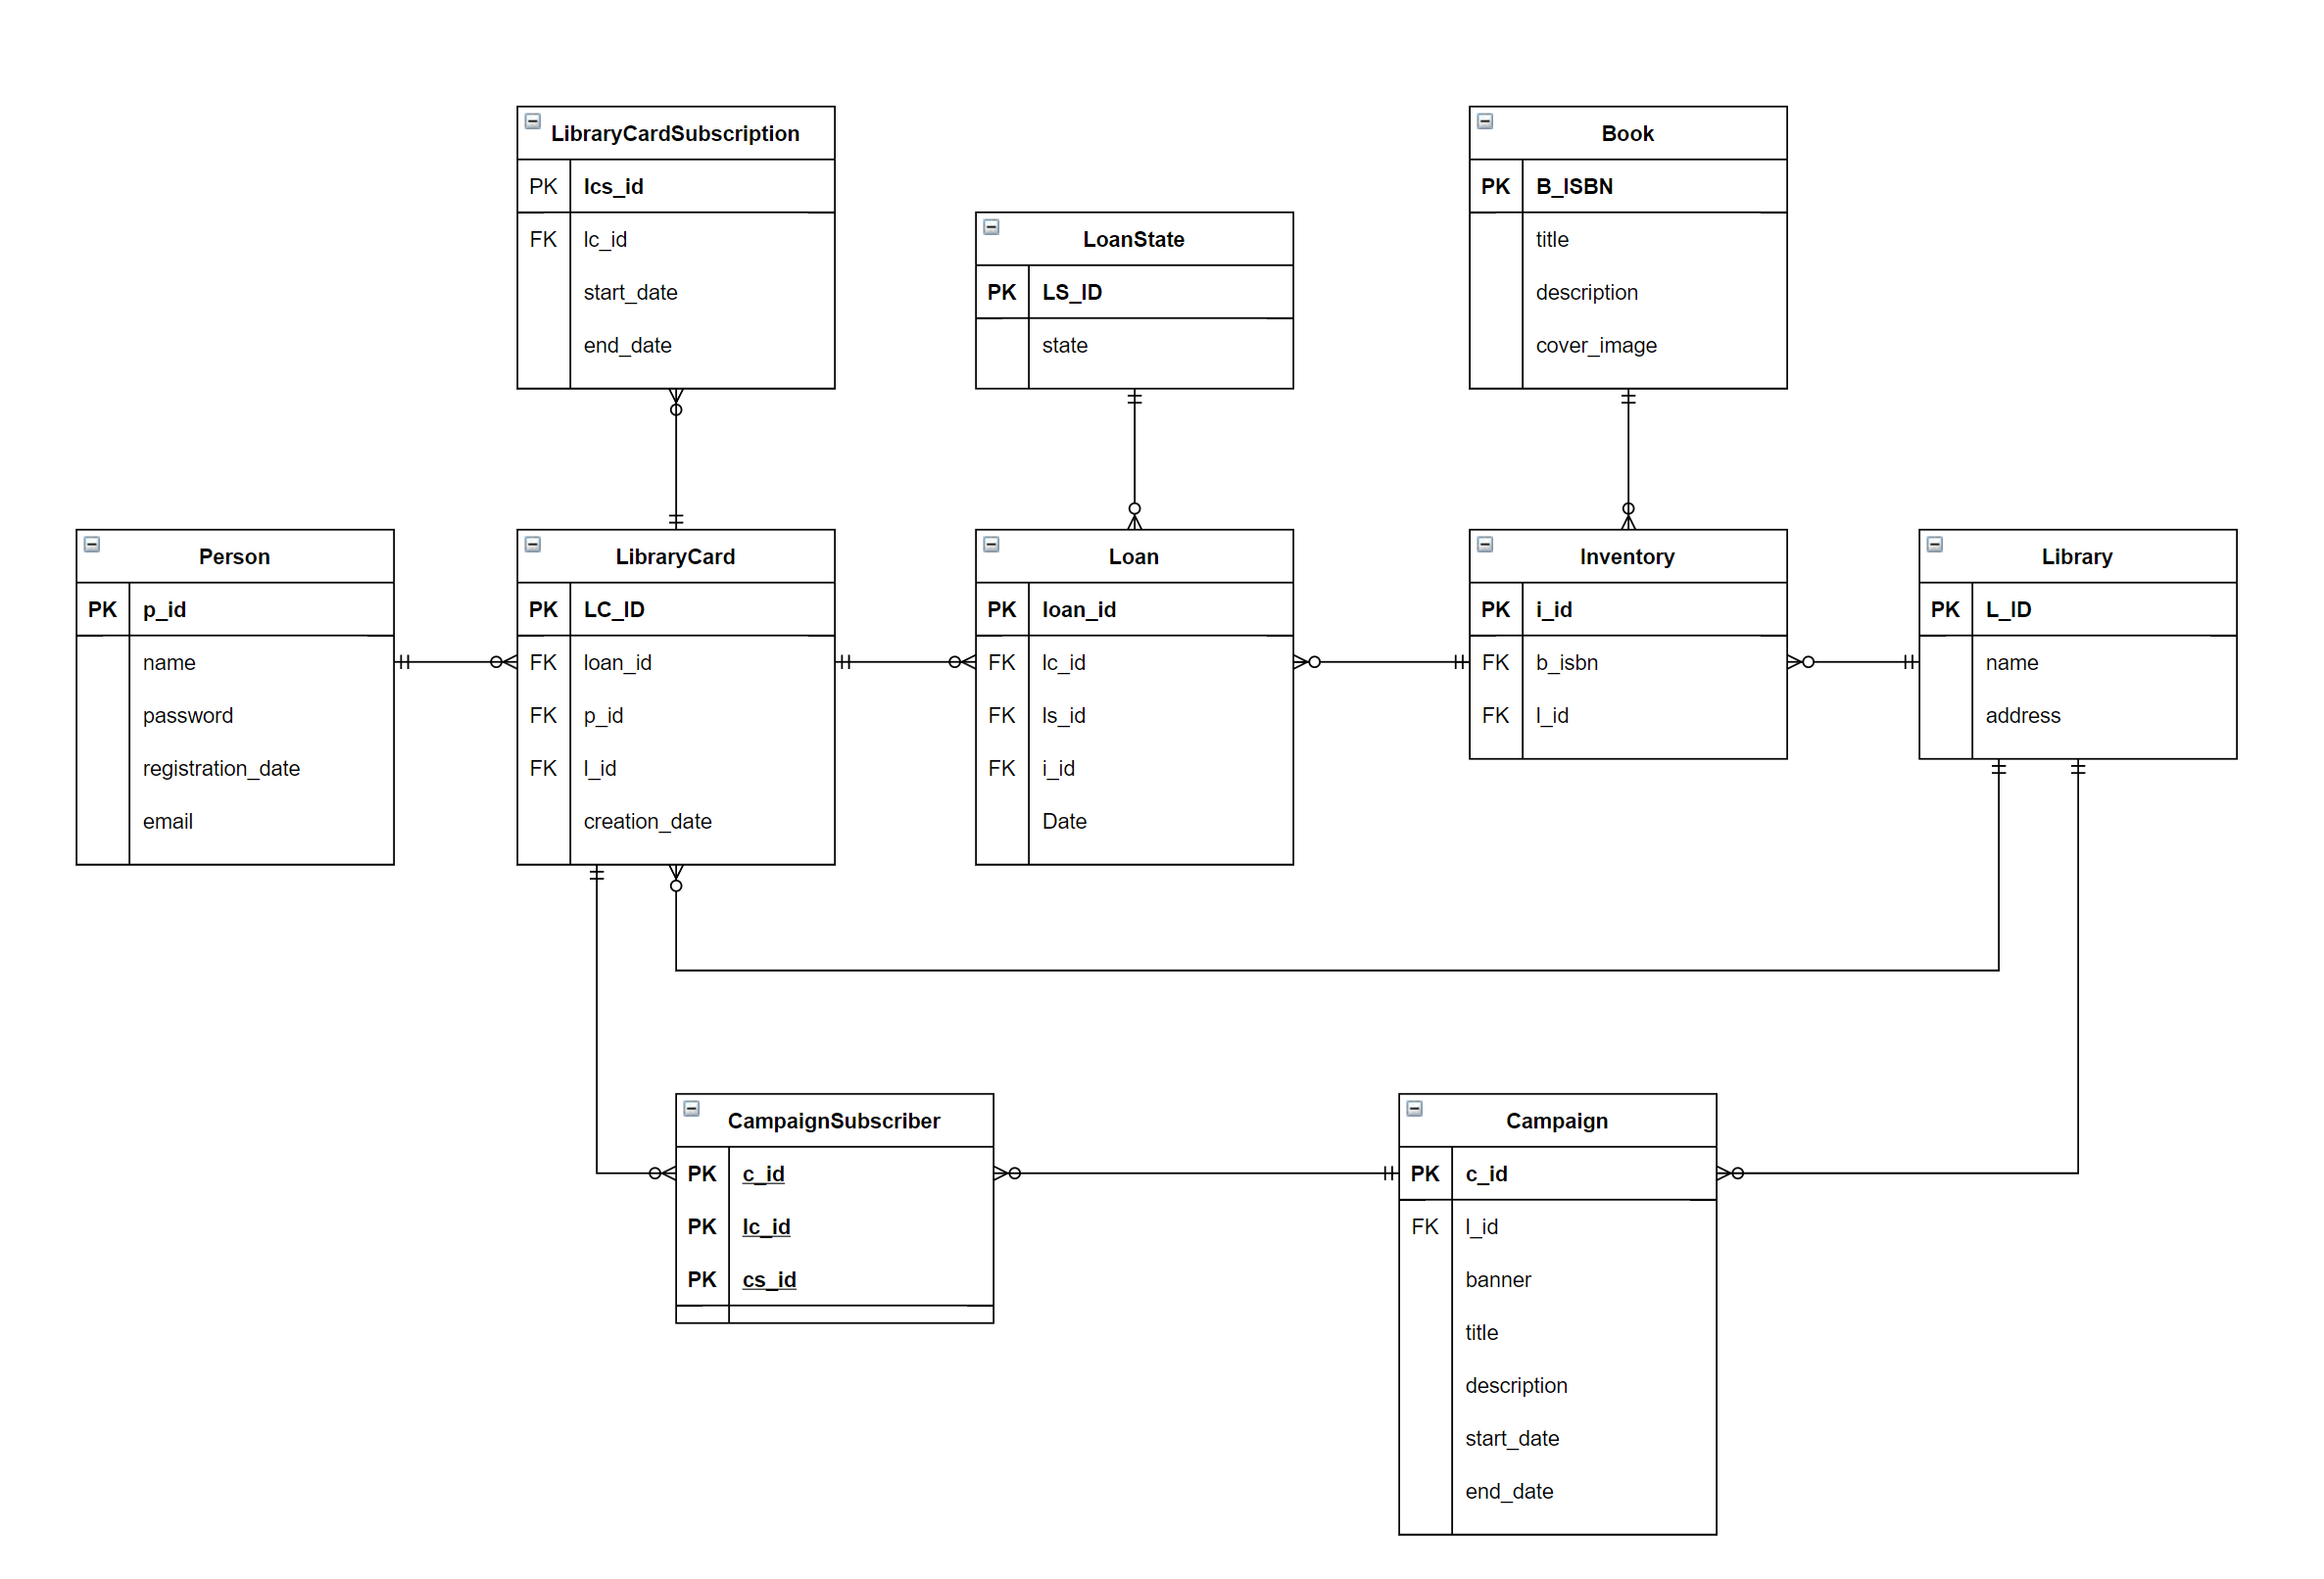 LibraryCardSubscription
PK lcs_id
FK lc_id
start_date
end_date
LoanState
PK LS_ID
state
Book
PK B_ISBN
title
description
cover_image
Person
PK p_id
name
password
registration_date
email
LibraryCard
PK LC_ID
FK loan_id
FK p_id
FK l_id
creation_date
Loan
PK loan_id
FK lc_id
FK ls_id
FK i_id
Date
Inventory
PK i_id
FK b_isbn
FK l_id
Library
PK L_ID
name
address
CampaignSubscriber
PK c_id
PK lc_id
PK cs_id
Campaign
PK c_id
FK l_id
banner
title
description
start_date
end_date